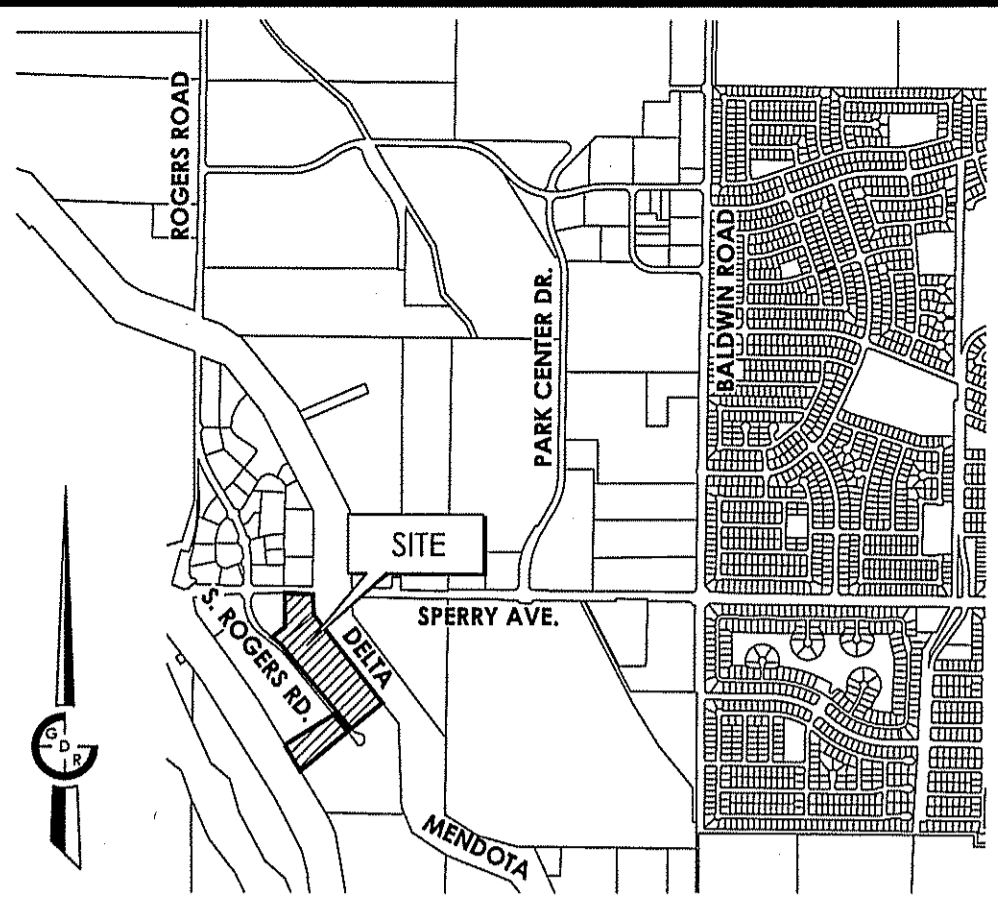 ROGERS ROAD
BALDWIN ROAD
PARK CENTER DR.
SITE
SPERRY AVE.
S. ROGERS RD.
DELTA
MENDOTA
G
D
R